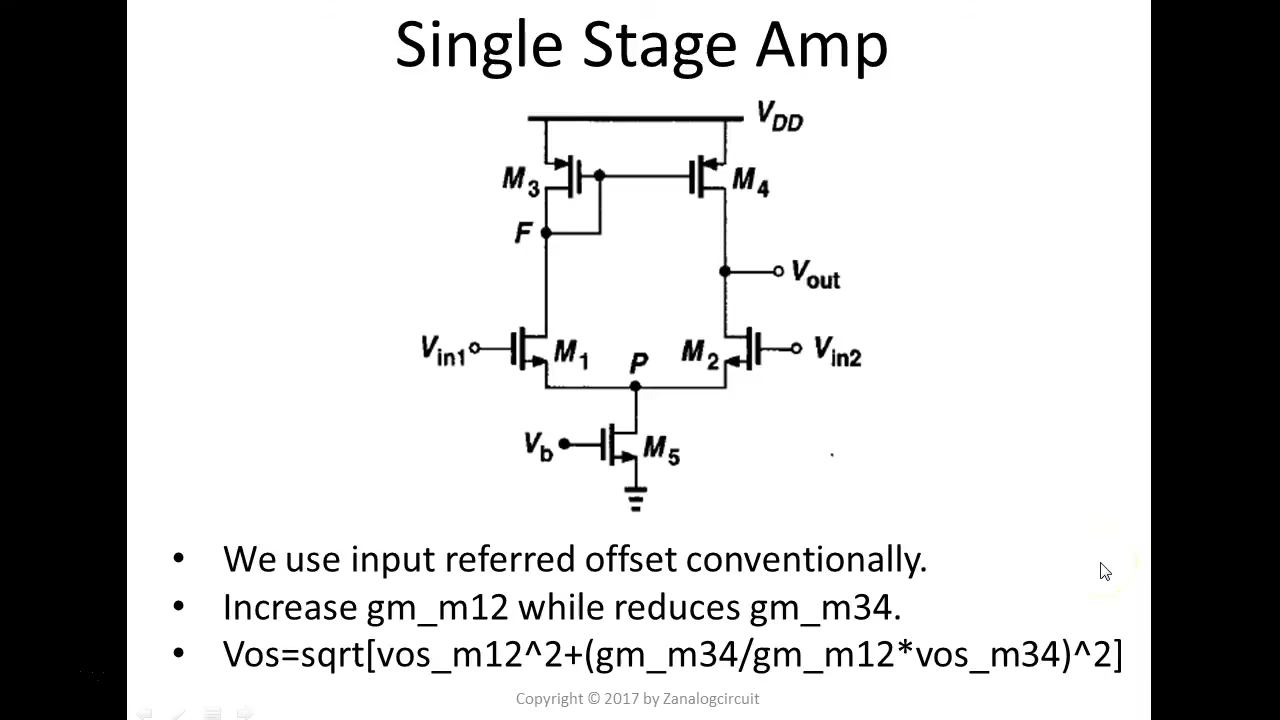 Single Stage Amp
VDD
M3
M4
F
Vout
Vin1
M1
P
M2
Vin2
Vb
M5
• We use input referred offset conventionally.
• Increase gm_m12 while reduces gm_m34.
• Vos=sqrt[vos_m12^2+(gm_m34/gm_m12*vos_m34)^2]
Copyright © 2017 by Zanalogcircuit